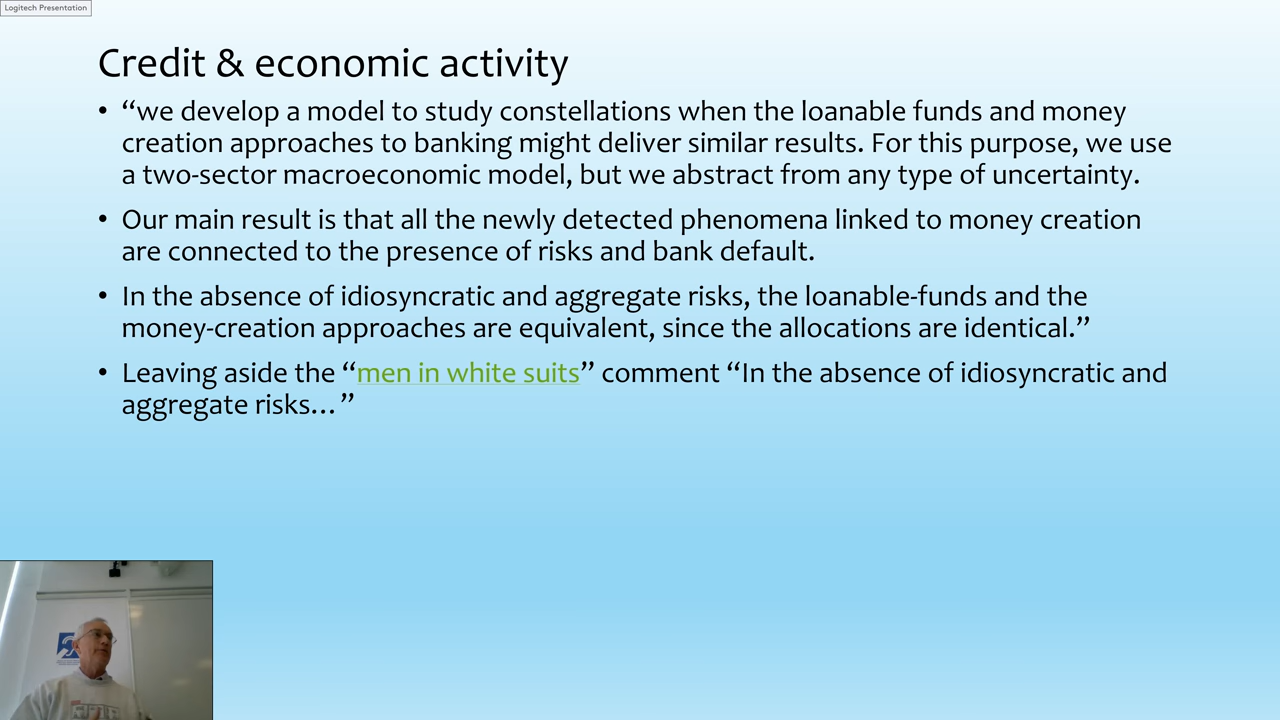 Logitech Presentation
Credit & economic activity
• “we develop a model to study constellations when the loanable funds and money
creation approaches to banking might deliver similar results. For this purpose, we use
a two-sector macroeconomic model, but we abstract from any type of uncertainty.
• Our main result is that all the newly detected phenomena linked to money creation
are connected to the presence of risks and bank default.
• In the absence of idiosyncratic and aggregate risks, the loanable-funds and the
money-creation approaches are equivalent, since the allocations are identical.”
• Leaving aside the “men in white suits” comment “In the absence of idiosyncratic and
aggregate risks…”